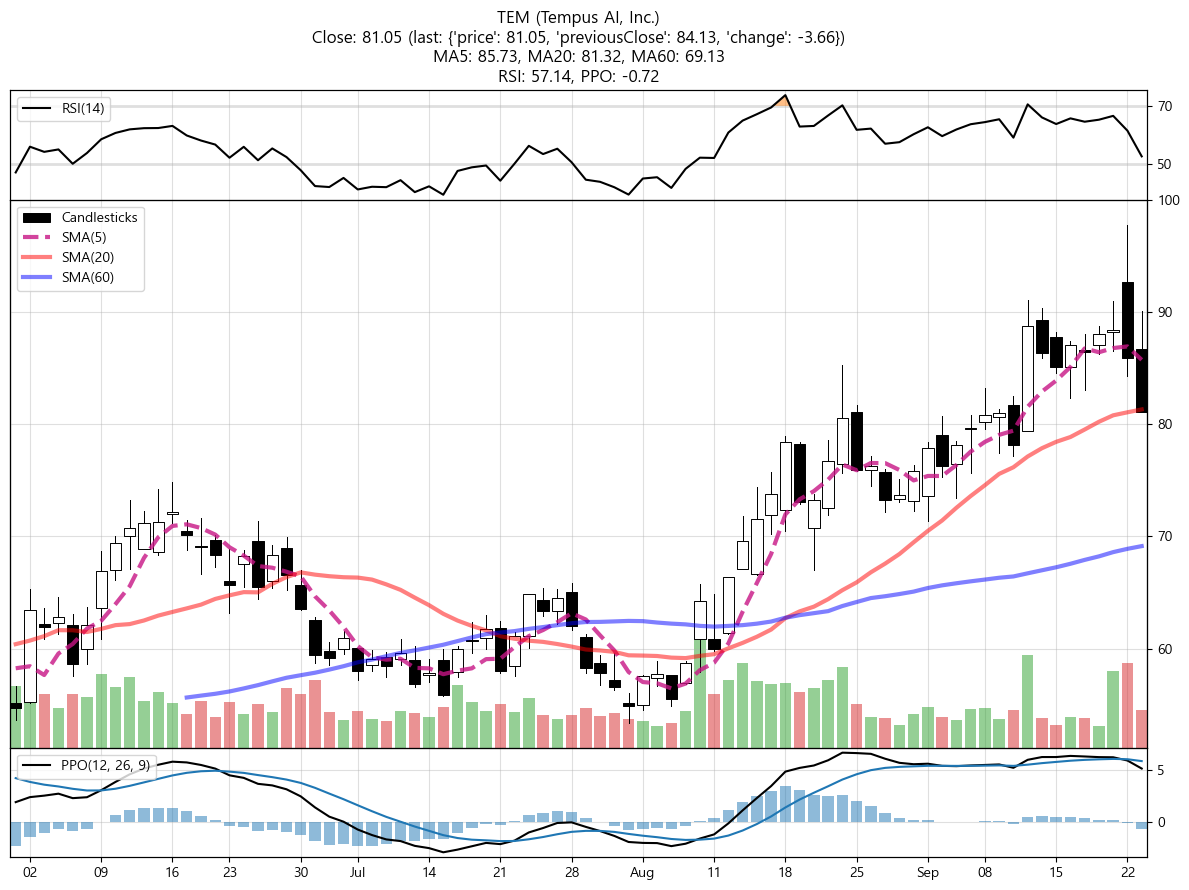 TEM (Tempus AI, Inc.)
Close: 81.05 (last: {'price': 81.05, 'previousClose': 84.13, 'change': -3.66})
MA5: 85.73, MA20: 81.32, MA60: 69.13
RSI: 57.14, PPO: -0.72
RSI(14)
70
50
100
Candlesticks
SMA(5)
SMA(20)
SMA(60)
90
80
70
60
PPO(12, 26, 9)
5
0
02 09 16 23 30 Jul 14 21 28 Aug 11 18 25 Sep 08 15 22